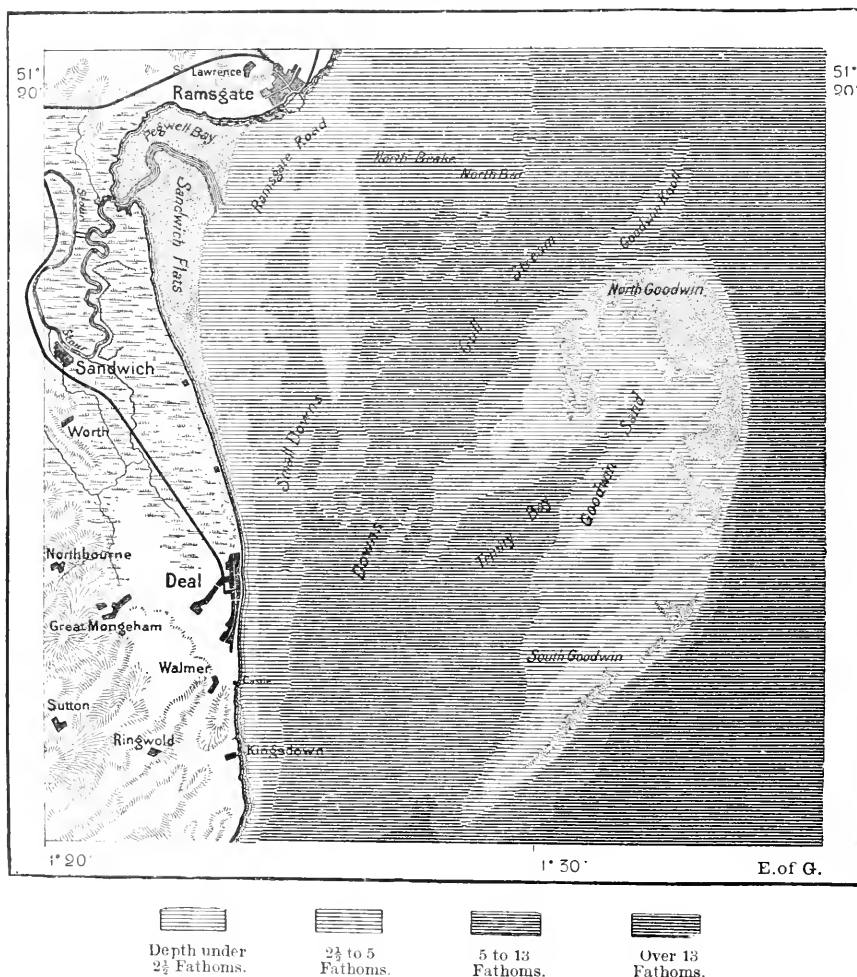 51°
20'
51°
20'
St Lawrence
Ramsgate
Pegwell Bay
Ramsgate Road
North Brake
North Bar
Goodwin Knoll
Sandwich Flats
Stour
Gull Stream
North Goodwin
Stour
Sandwich
Worth
Small Downs
Goodwin Sand
Downs
Trinity Bay
Northbourne
Deal
Great Mongeham
South Goodwin
Walmer
Castle
Sutton
Ringwold
Kingsdown
1° 20'
1° 30'
E. of G.
Depth under
2½ Fathoms.
2½ to 5
Fathoms.
5 to 13
Fathoms.
Over 13
Fathoms.